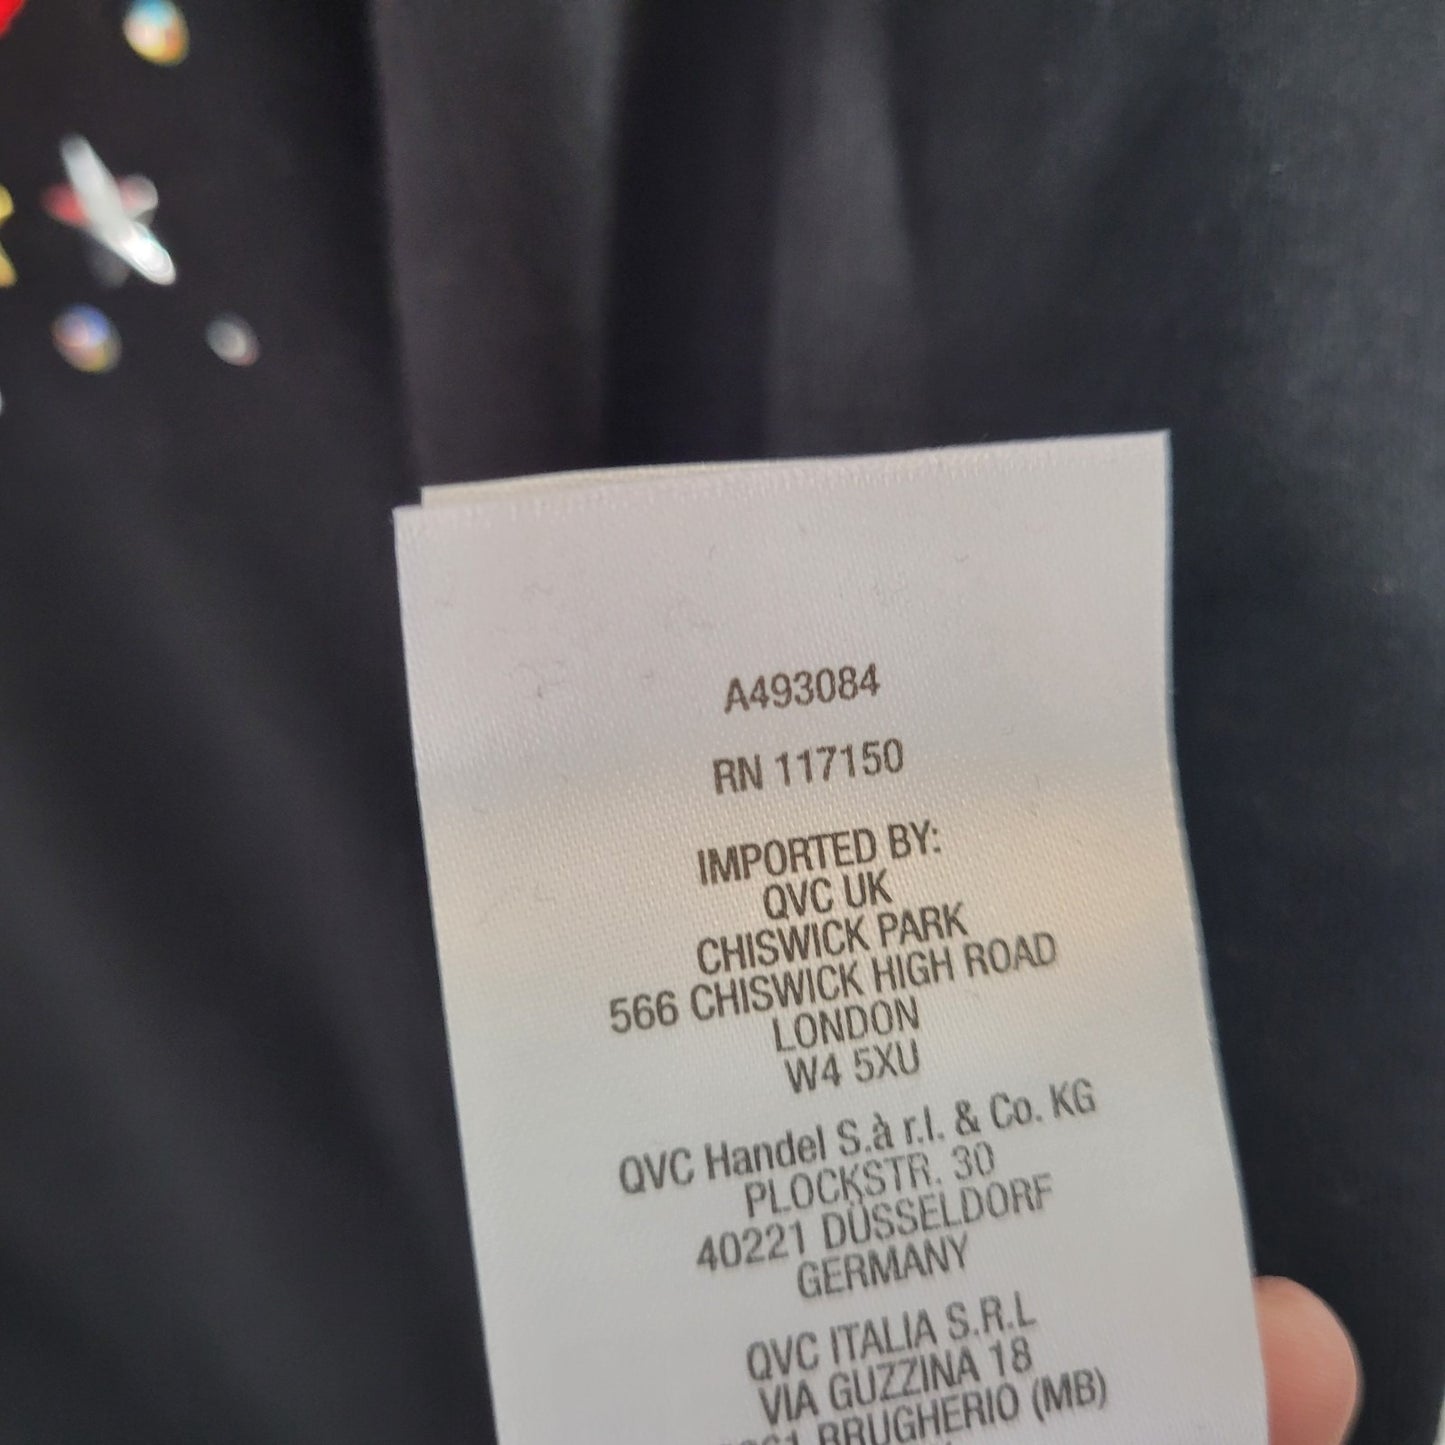 A493084
RN 117150
IMPORTED BY:
QVC UK
CHISWICK PARK
566 CHISWICK HIGH ROAD
LONDON
W4 5XU
QVC Handel S.à r.l. & Co. KG
PLOCKSTR. 30
40221 DÜSSELDORF
GERMANY
QVC ITALIA S.R.L
VIA GUZZINA 18
BRUGHERIO (MB)